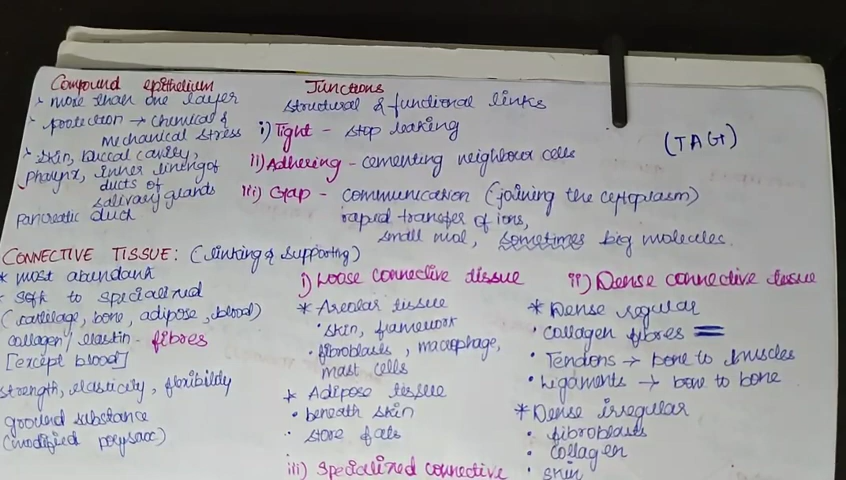 Compound epithelium
> more than one layer
> protection → chemical &
mechanical stress
> skin, buccal cavity,
pharynx, inner lining of
ducts of
salivary glands
pancreatic duct
Junctions
structural & functional links
i) Tight - stop leaking
ii) Adhering - cementing neighbour cells
iii) Gap - communication (joining the cytoplasm)
rapid transfer of ions,
small mol, sometimes big molecules.
(TAG)
CONNECTIVE TISSUE: (linking & supporting)
* most abundant
* soft to specialized
(cartilage, bone, adipose, blood)
collagen / elastin - fibres
[except blood]
strength, elasticity, flexibility
ground substance
(modified polysacc)
i) Loose connective tissue
* Areolar tissue
• skin, framework
• fibroblasts, macrophage,
mast cells
* Adipose tissue
• beneath skin
• store fats
iii) Specialized connective
ii) Dense connective tissue
* Dense regular
• collagen fibres
• Tendons → bone to muscles
• Ligaments → bone to bone
* Dense irregular
• fibroblasts
• collagen
• skin